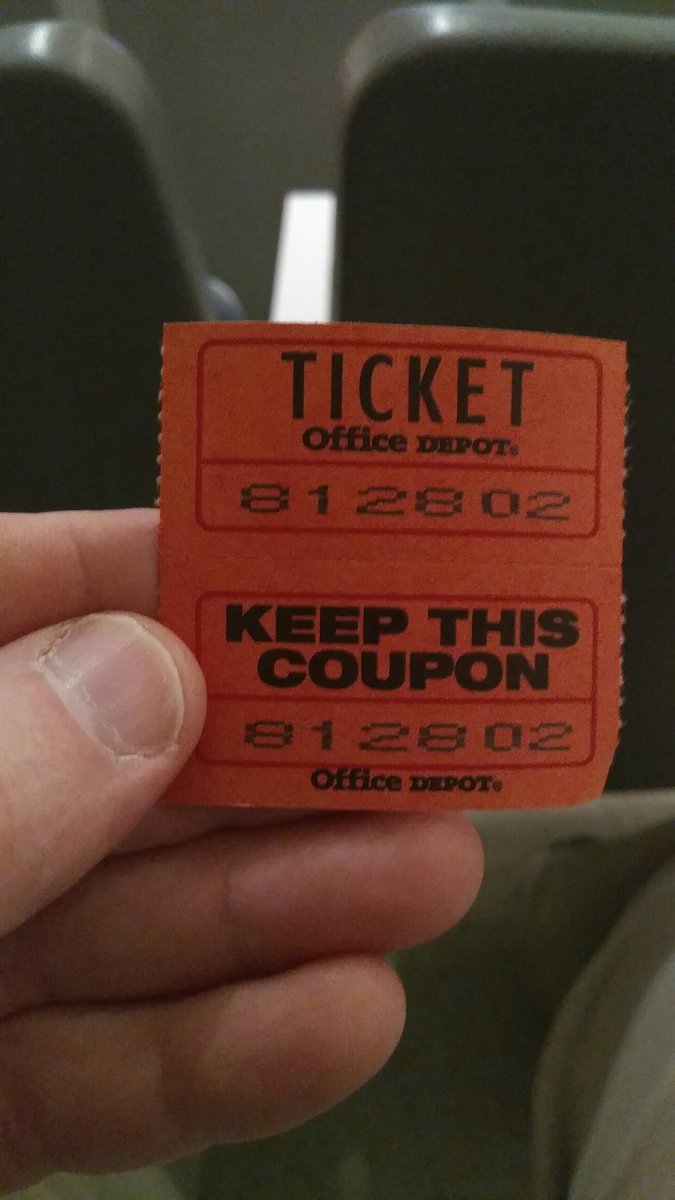 TICKET
Office DEPOT®
812802
KEEP THIS
COUPON
812802
Office DEPOT®